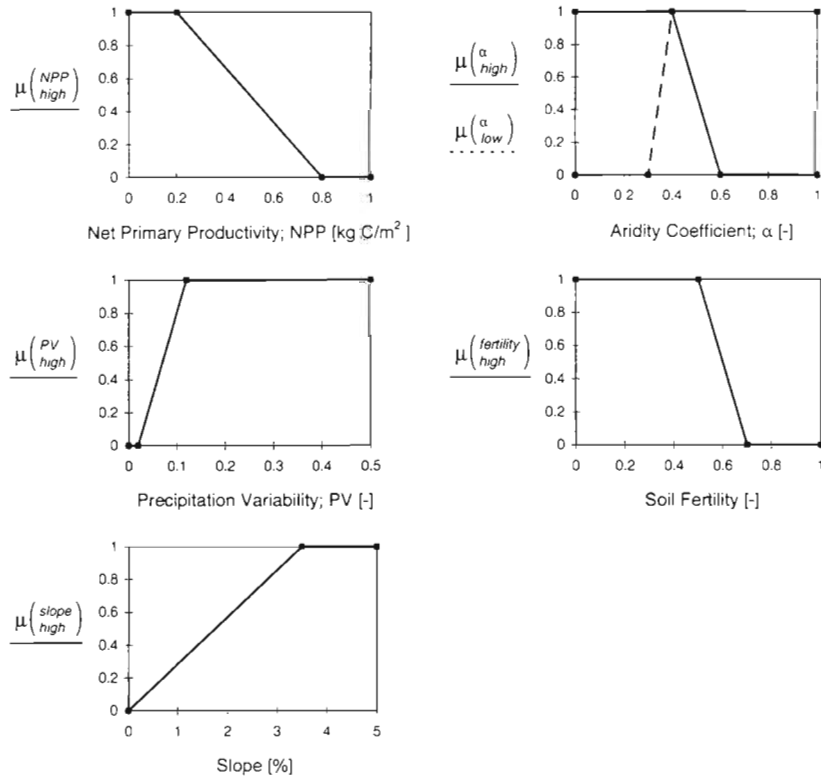 1
0.8
0.6
0.4
0.2
0
μ(NPP high)
0 0.2 0 4 0.6 0.8 1
Net Primary Productivity; NPP [kg C/m²]
1
0.8
0.6
0.4
0.2
0
μ(α high)
μ(α low)
0 0.2 0.4 0.6 0.8 1
Aridity Coefficient; α [-]
1
0.8
0.6
0.4
0.2
0
μ(PV high)
0 0.1 0.2 0.3 0.4 0.5
Precipitation Variability; PV [-]
1
0.8
0.6
0.4
0.2
0
μ(fertility high)
0 0.2 0.4 0.6 0.8 1
Soil Fertility [-]
1
0.8
0.6
0.4
0.2
0
μ(slope high)
0 1 2 3 4 5
Slope [%]